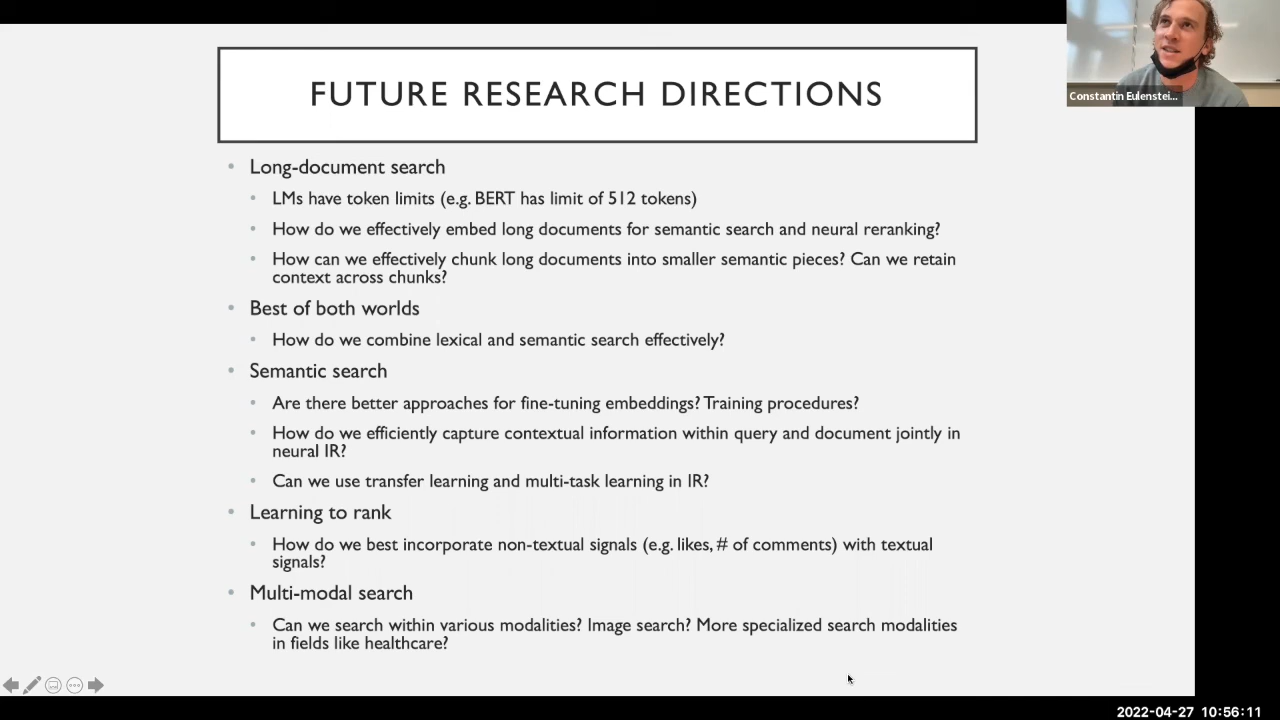 Constantin Eulenstei...
FUTURE RESEARCH DIRECTIONS
• Long-document search
• LMs have token limits (e.g. BERT has limit of 512 tokens)
• How do we effectively embed long documents for semantic search and neural reranking?
• How can we effectively chunk long documents into smaller semantic pieces? Can we retain
context across chunks?
• Best of both worlds
• How do we combine lexical and semantic search effectively?
• Semantic search
• Are there better approaches for fine-tuning embeddings? Training procedures?
• How do we efficiently capture contextual information within query and document jointly in
neural IR?
• Can we use transfer learning and multi-task learning in IR?
• Learning to rank
• How do we best incorporate non-textual signals (e.g. likes, # of comments) with textual
signals?
• Multi-modal search
• Can we search within various modalities? Image search? More specialized search modalities
in fields like healthcare?
2022-04-27 10:56:11